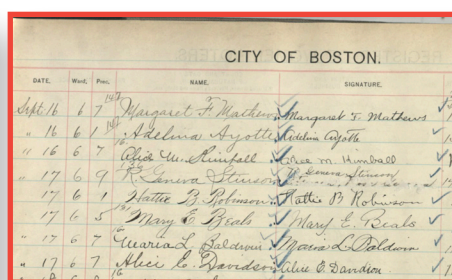 CITY OF BOSTON.
DATE. Ward. Prec. NAME. SIGNATURE.
Sept. 16 6 7 Margaret F. Mathews Margaret F. Mathews
" 16 6 1 Adelina Ayotte Adelina Ayotte
" 16 6 7 Alice M. Kimball Alice M. Kimball
" 17 6 9 Geneva Stinson Geneva Stinson
17 6 1 Hattie B. Robinson Hattie B. Robinson
" 17 6 5 Mary E. Beals Mary E. Beals
" 17 6 7 Maria L. Baldwin Maria L. Baldwin
" 17 6 7 Alice C. Davidson Alice C. Davidson